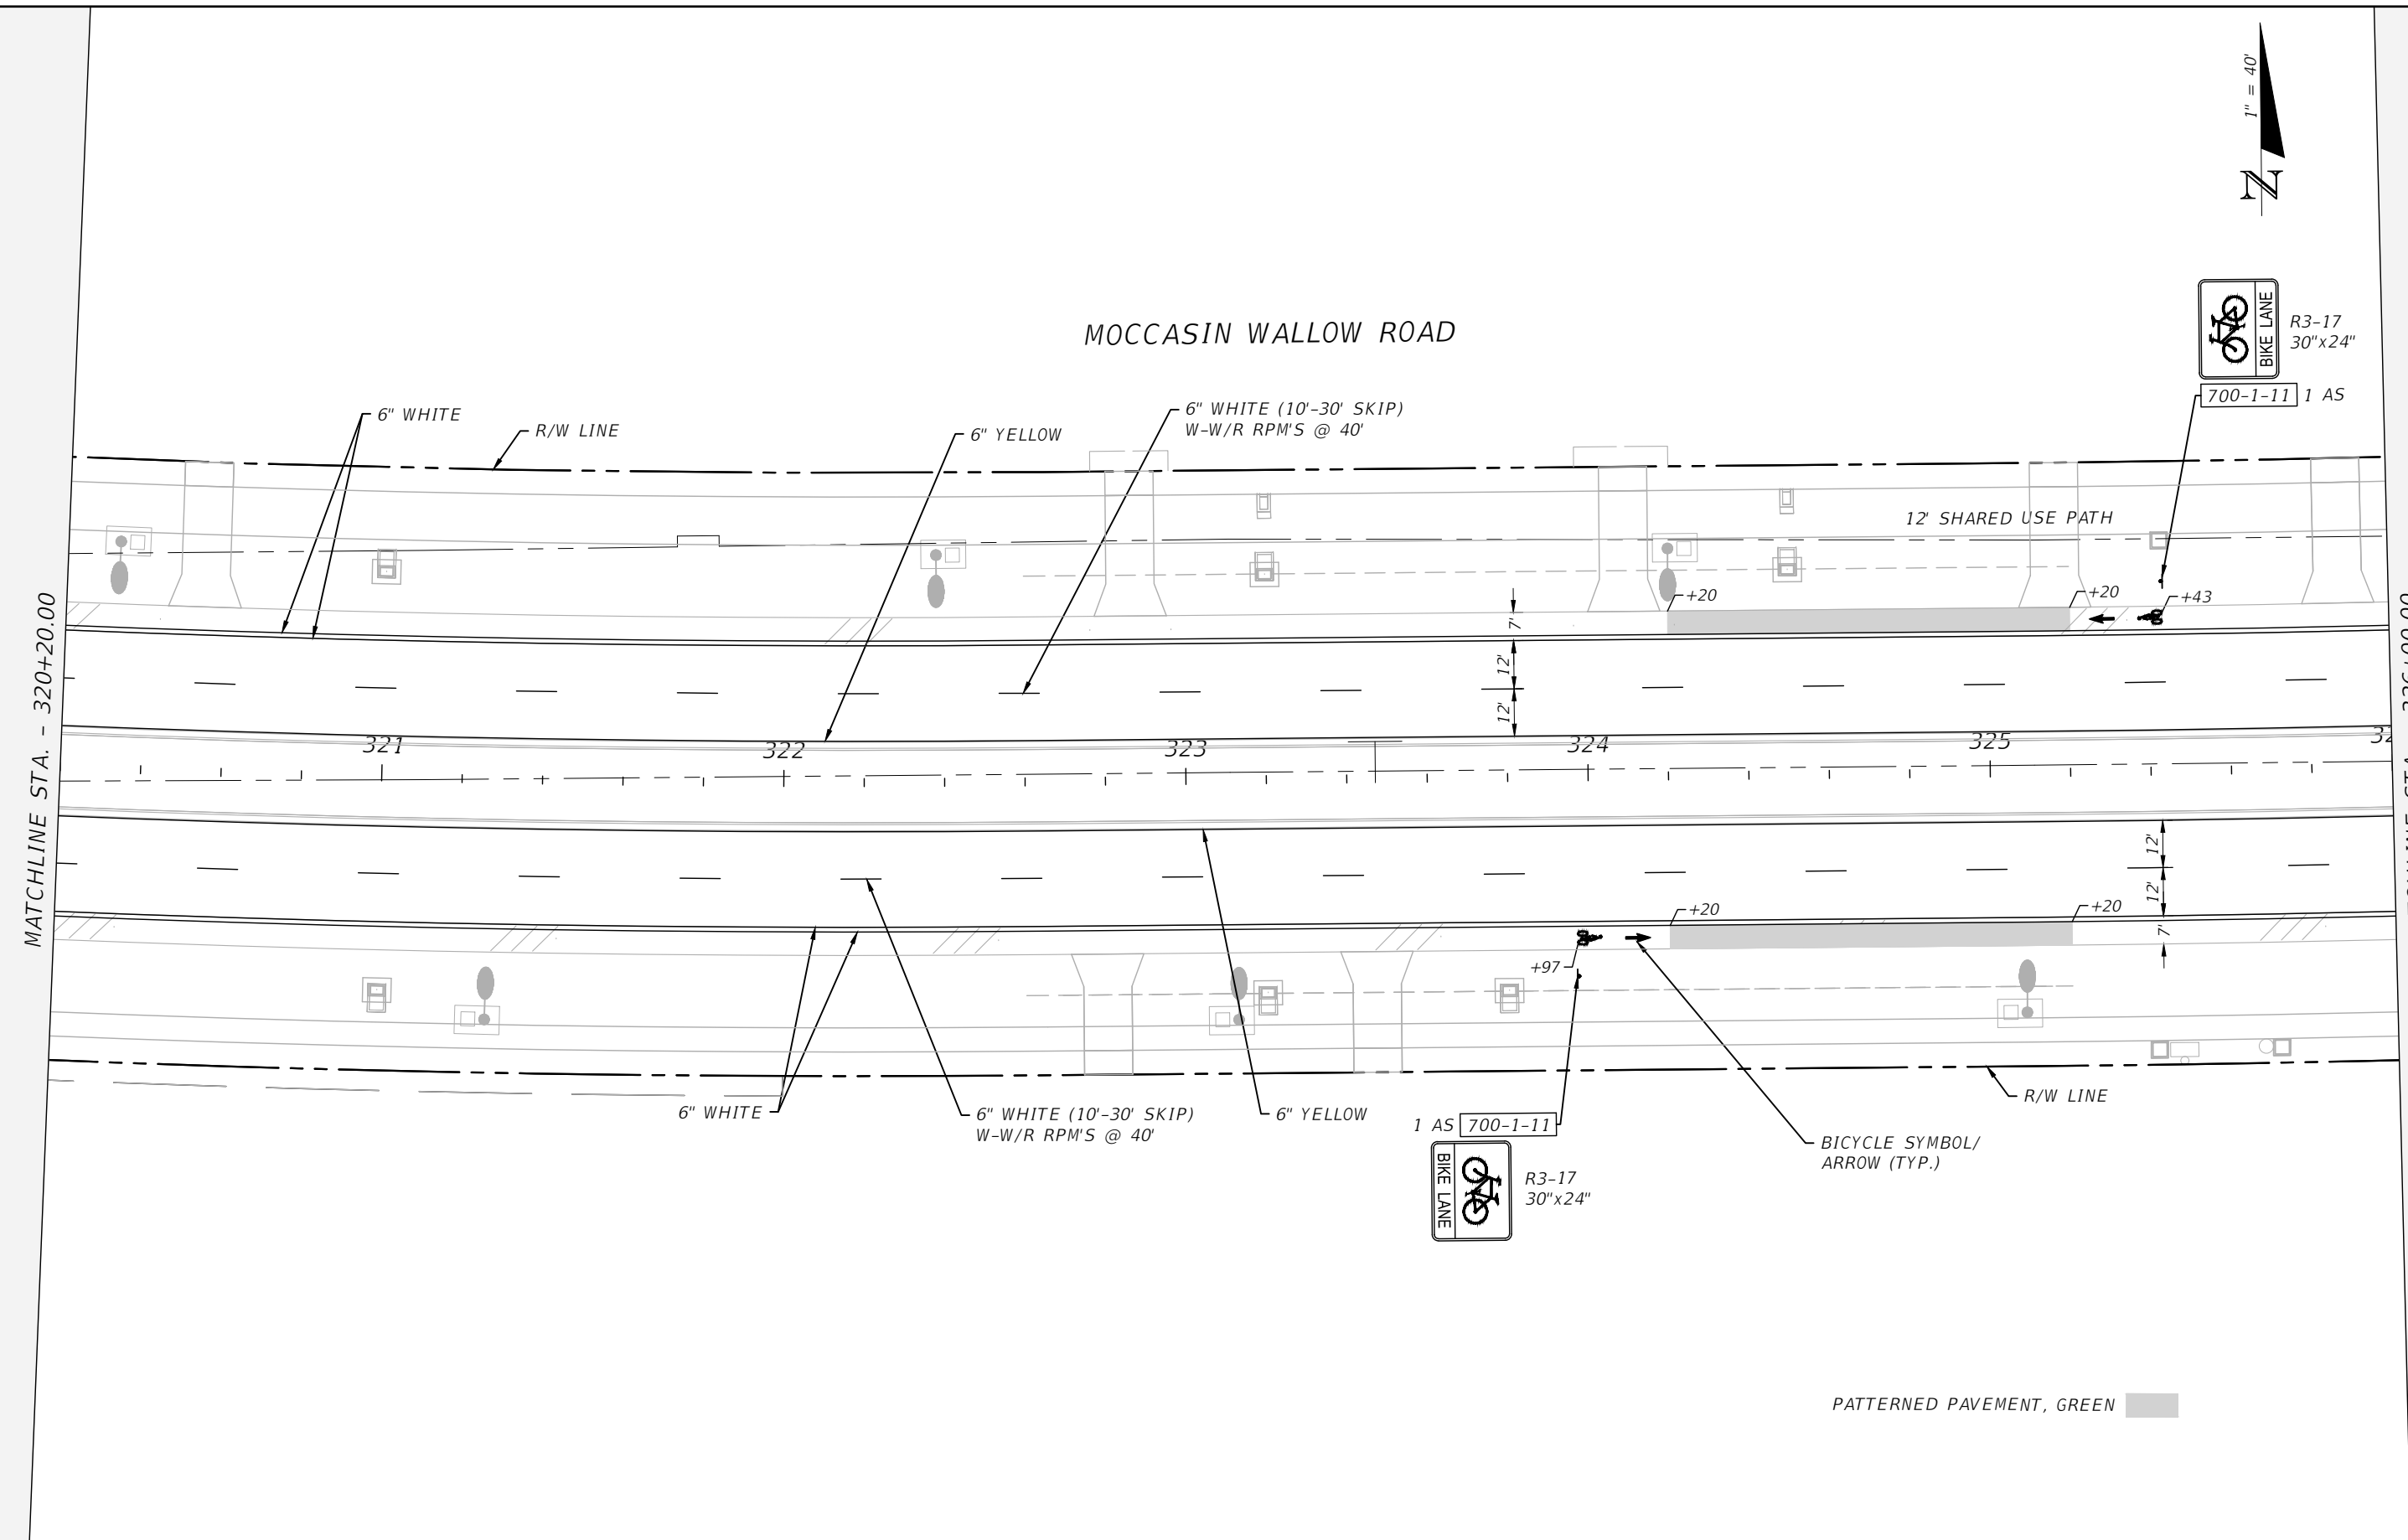 1" = 40'
N
MOCCASIN WALLOW ROAD
BIKE LANE
R3-17
30"x24"
700-1-11 1 AS
6" WHITE
R/W LINE
6" YELLOW
6" WHITE (10'-30' SKIP)
W-W/R RPM'S @ 40'
12' SHARED USE PATH
+20
+20
+43
7'
12'
12'
MATCHLINE STA. - 320+20.00
321
322
323
324
325
12'
12'
7'
+20
+20
+97
6" WHITE
6" WHITE (10'-30' SKIP)
W-W/R RPM'S @ 40'
6" YELLOW
1 AS 700-1-11
BIKE LANE
R3-17
30"x24"
BICYCLE SYMBOL/
ARROW (TYP.)
R/W LINE
PATTERNED PAVEMENT, GREEN